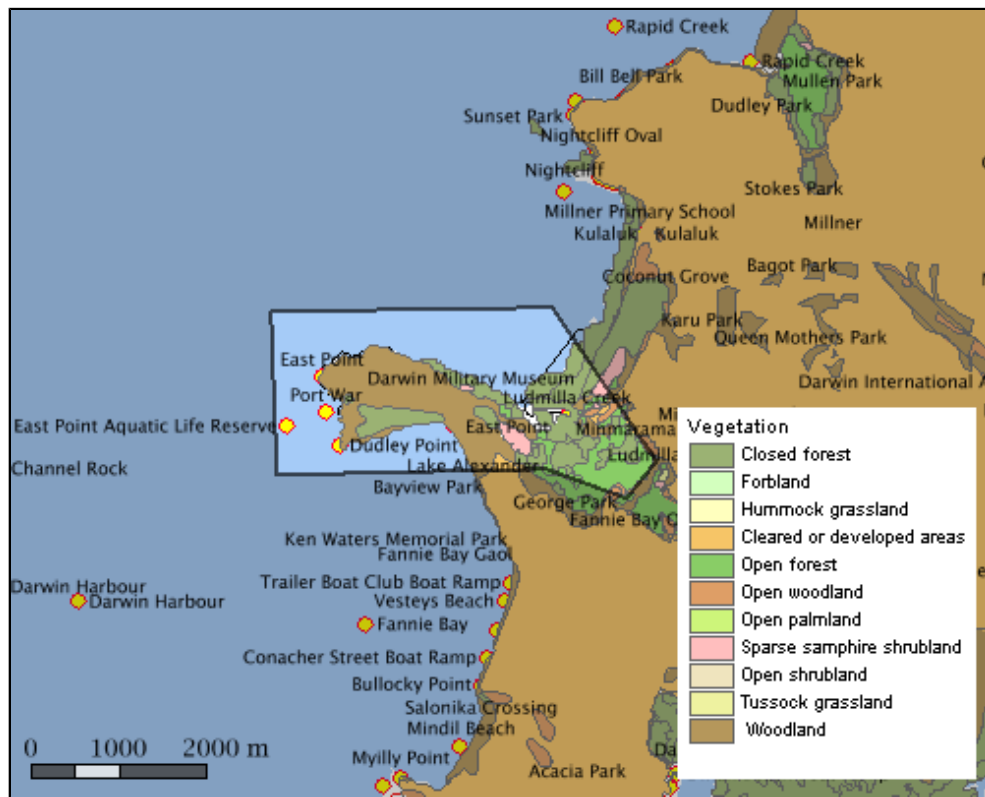 Rapid Creek
Rapid Creek
Bill Bell Park
Mullen Park
Dudley Park
Sunset Park
Nightcliff Oval
Nightcliff
Stokes Park
Millner Primary School
Millner
Kulaluk
Kulaluk
Bagot Park
Coconut Grove
Karu Park
Queen Mothers Park
East Point
Darwin Military Museum
Darwin International A
Port War
Ludmilla Creek
East Point Aquatic Life Reserve
East Point
Minmarama
Dudley Point
Ludmilla
Channel Rock
Lake Alexander
Bayview Park
George Park
Fannie Bay
Ken Waters Memorial Park
Fannie Bay Gaol
Darwin Harbour
Darwin Harbour
Trailer Boat Club Boat Ramp
Vesteys Beach
Fannie Bay
Conacher Street Boat Ramp
Bullocky Point
Salonika Crossing
Mindil Beach
Myilly Point
Acacia Park
Da
0 1000 2000 m
Vegetation
Closed forest
Forbland
Hummock grassland
Cleared or developed areas
Open forest
Open woodland
Open palmland
Sparse samphire shrubland
Open shrubland
Tussock grassland
Woodland